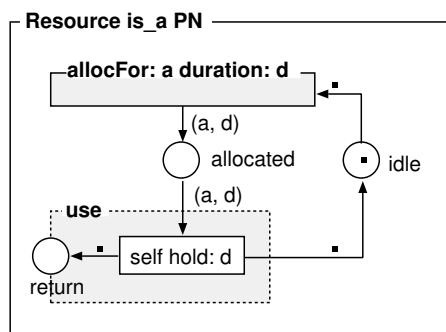 Resource is_a PN
allocFor: a duration: d
(a, d)
allocated
idle
(a, d)
use
self hold: d
return